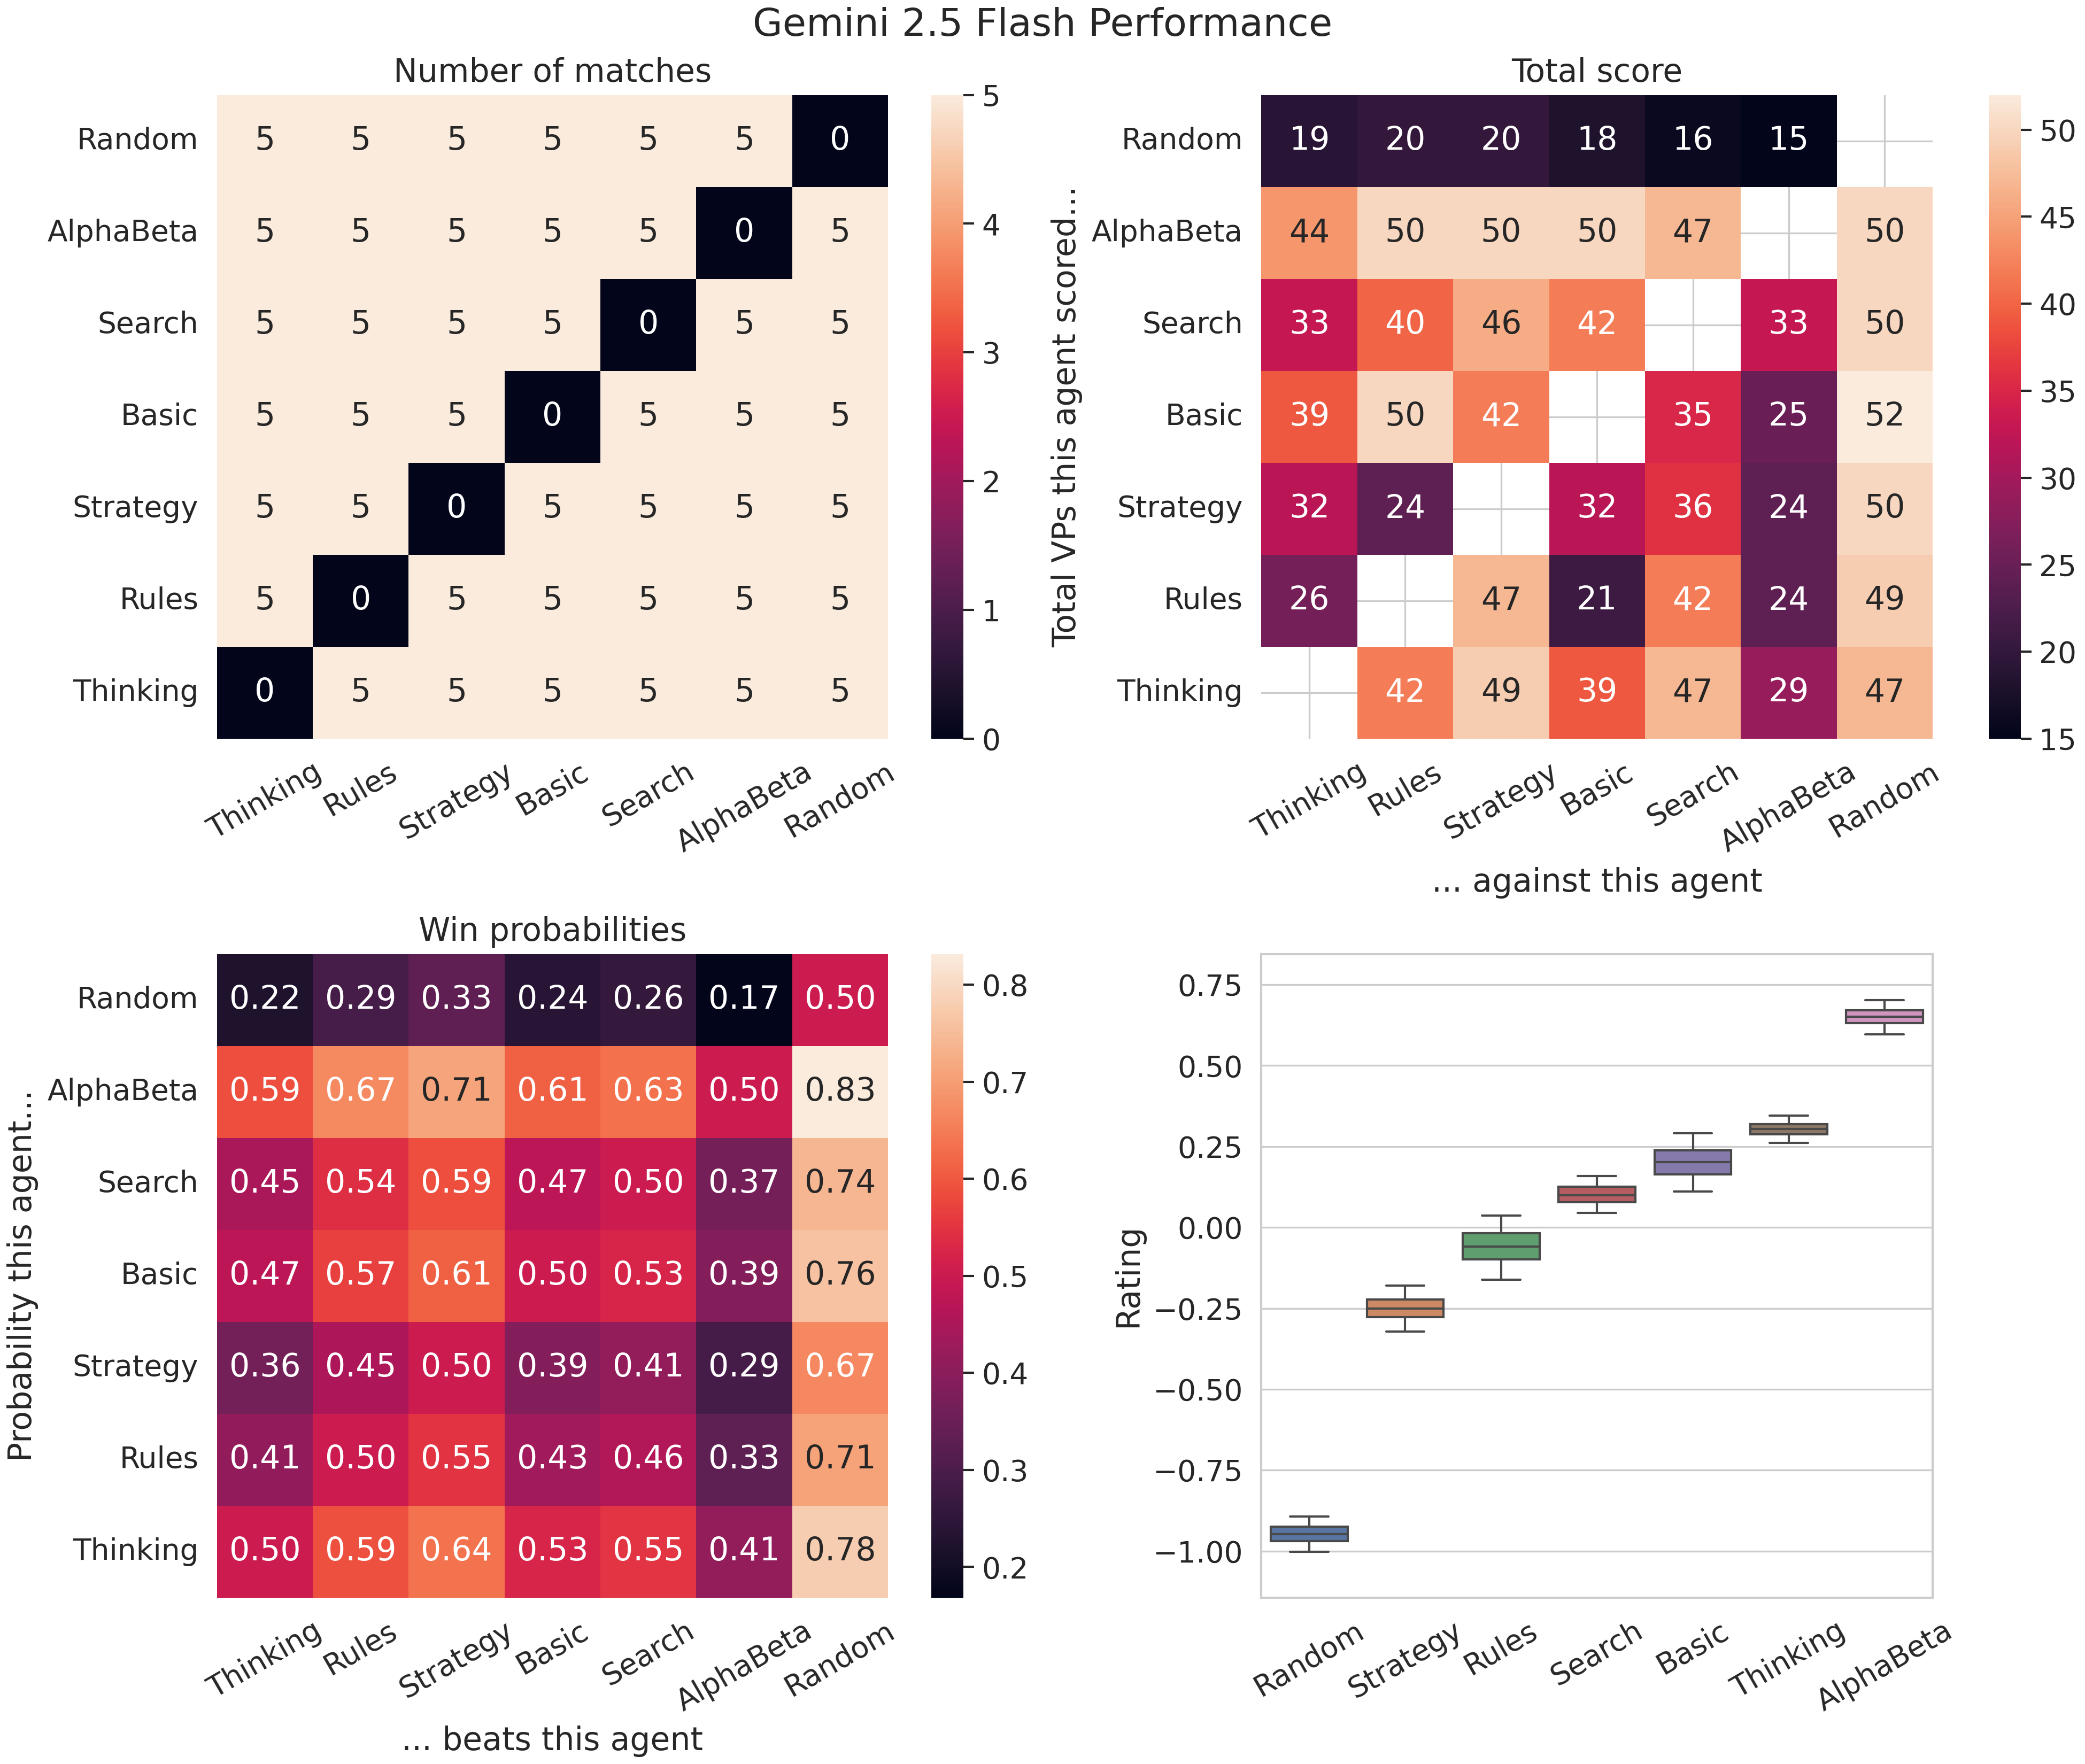 Gemini 2.5 Flash Performance
Number of matches
Random 5 5 5 5 5 5 0
AlphaBeta 5 5 5 5 5 0 5
Search 5 5 5 5 0 5 5
Basic 5 5 5 0 5 5 5
Strategy 5 5 0 5 5 5 5
Rules 5 0 5 5 5 5 5
Thinking 0 5 5 5 5 5 5
Thinking Rules Strategy Basic Search AlphaBeta Random
5
4
3
2
1
0
Total score
Total VPs this agent scored...
Random 19 20 20 18 16 15
AlphaBeta 44 50 50 50 47 50
Search 33 40 46 42 33 50
Basic 39 50 42 35 25 52
Strategy 32 24 32 36 24 50
Rules 26 47 21 42 24 49
Thinking 42 49 39 47 29 47
Thinking Rules Strategy Basic Search AlphaBeta Random
... against this agent
50
45
40
35
30
25
20
15
Win probabilities
Probability this agent...
Random 0.22 0.29 0.33 0.24 0.26 0.17 0.50
AlphaBeta 0.59 0.67 0.71 0.61 0.63 0.50 0.83
Search 0.45 0.54 0.59 0.47 0.50 0.37 0.74
Basic 0.47 0.57 0.61 0.50 0.53 0.39 0.76
Strategy 0.36 0.45 0.50 0.39 0.41 0.29 0.67
Rules 0.41 0.50 0.55 0.43 0.46 0.33 0.71
Thinking 0.50 0.59 0.64 0.53 0.55 0.41 0.78
Thinking Rules Strategy Basic Search AlphaBeta Random
... beats this agent
0.8
0.7
0.6
0.5
0.4
0.3
0.2
Rating
0.75
0.50
0.25
0.00
−0.25
−0.50
−0.75
−1.00
Random Strategy Rules Search Basic Thinking AlphaBeta